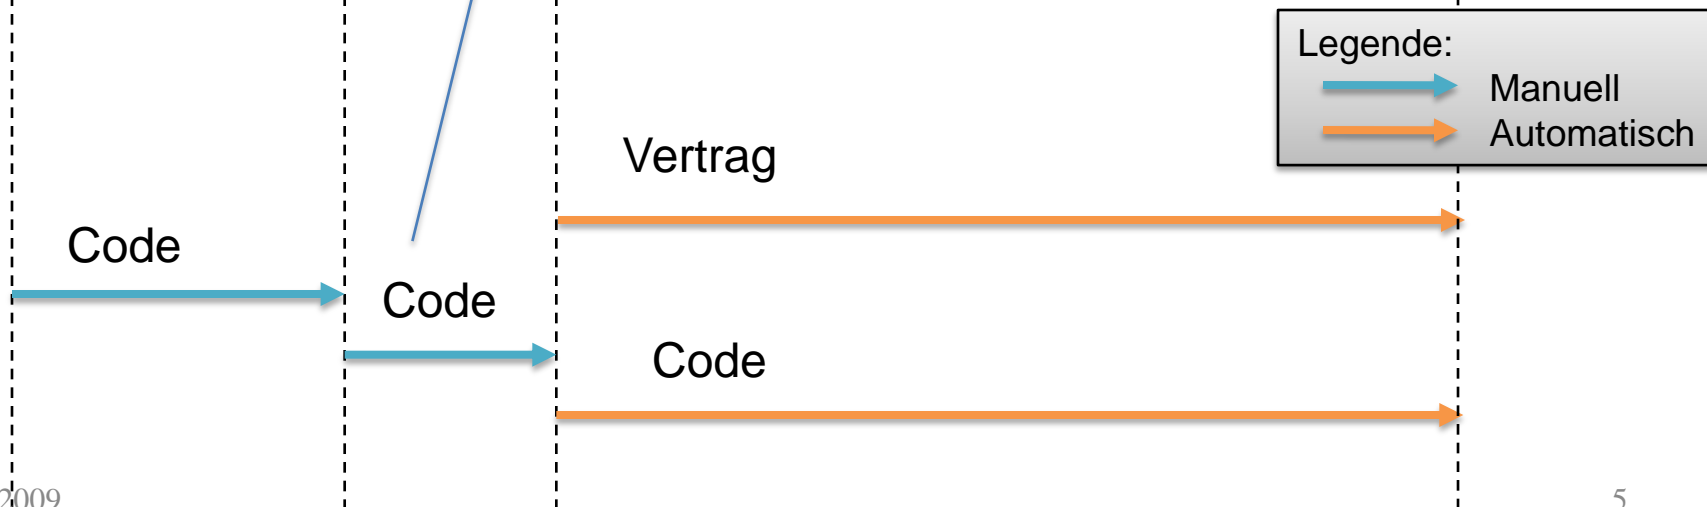 Legende:
Manuell
Automatisch
Vertrag
Code
Code
Code
2009
5